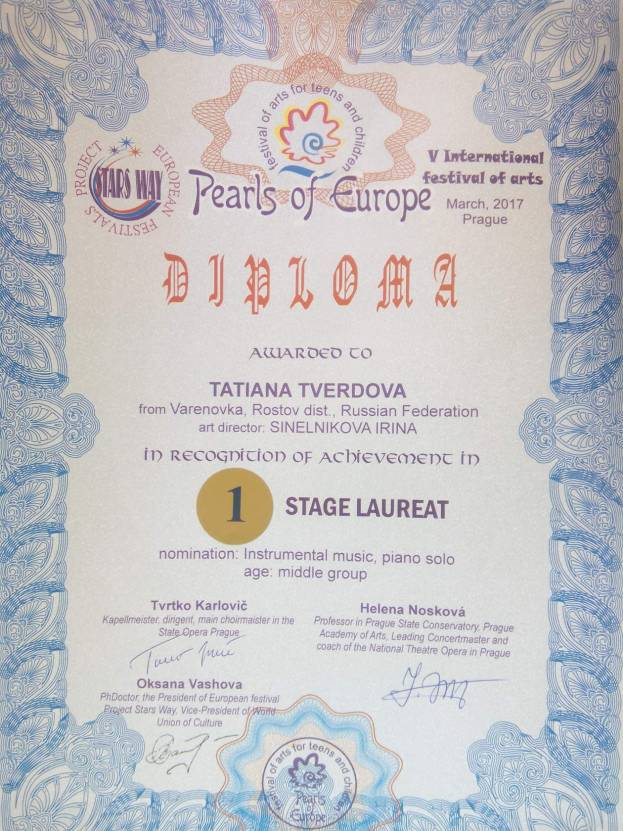 festival of arts for teens and children
PROJECT
EUROPEAN
FESTIVALS
STARS WAY
V International
festival of arts
Pearls of Europe
March, 2017
Prague
DIPLOMA
AWARDED TO
TATIANA TVERDOVA
from Varenovka, Rostov dist., Russian Federation
art director: SINELNIKOVA IRINA
in recognition of achievement in
1
STAGE LAUREAT
nomination: Instrumental music, piano solo
age: middle group
Tvrtko Karlovič
Kapellmeister, dirigent, main choirmaister in the
State Opera Prague
Helena Nosková
Professor in Prague State Conservatory, Prague
Academy of Arts, Leading Concertmaster and
coach of the National Theatre Opera in Prague
Oksana Vashova
PhDoctor, the President of European festival
Project Stars Way, Vice-President of World
Union of Culture
festival of arts for teens and children
Pearls
of
Europe